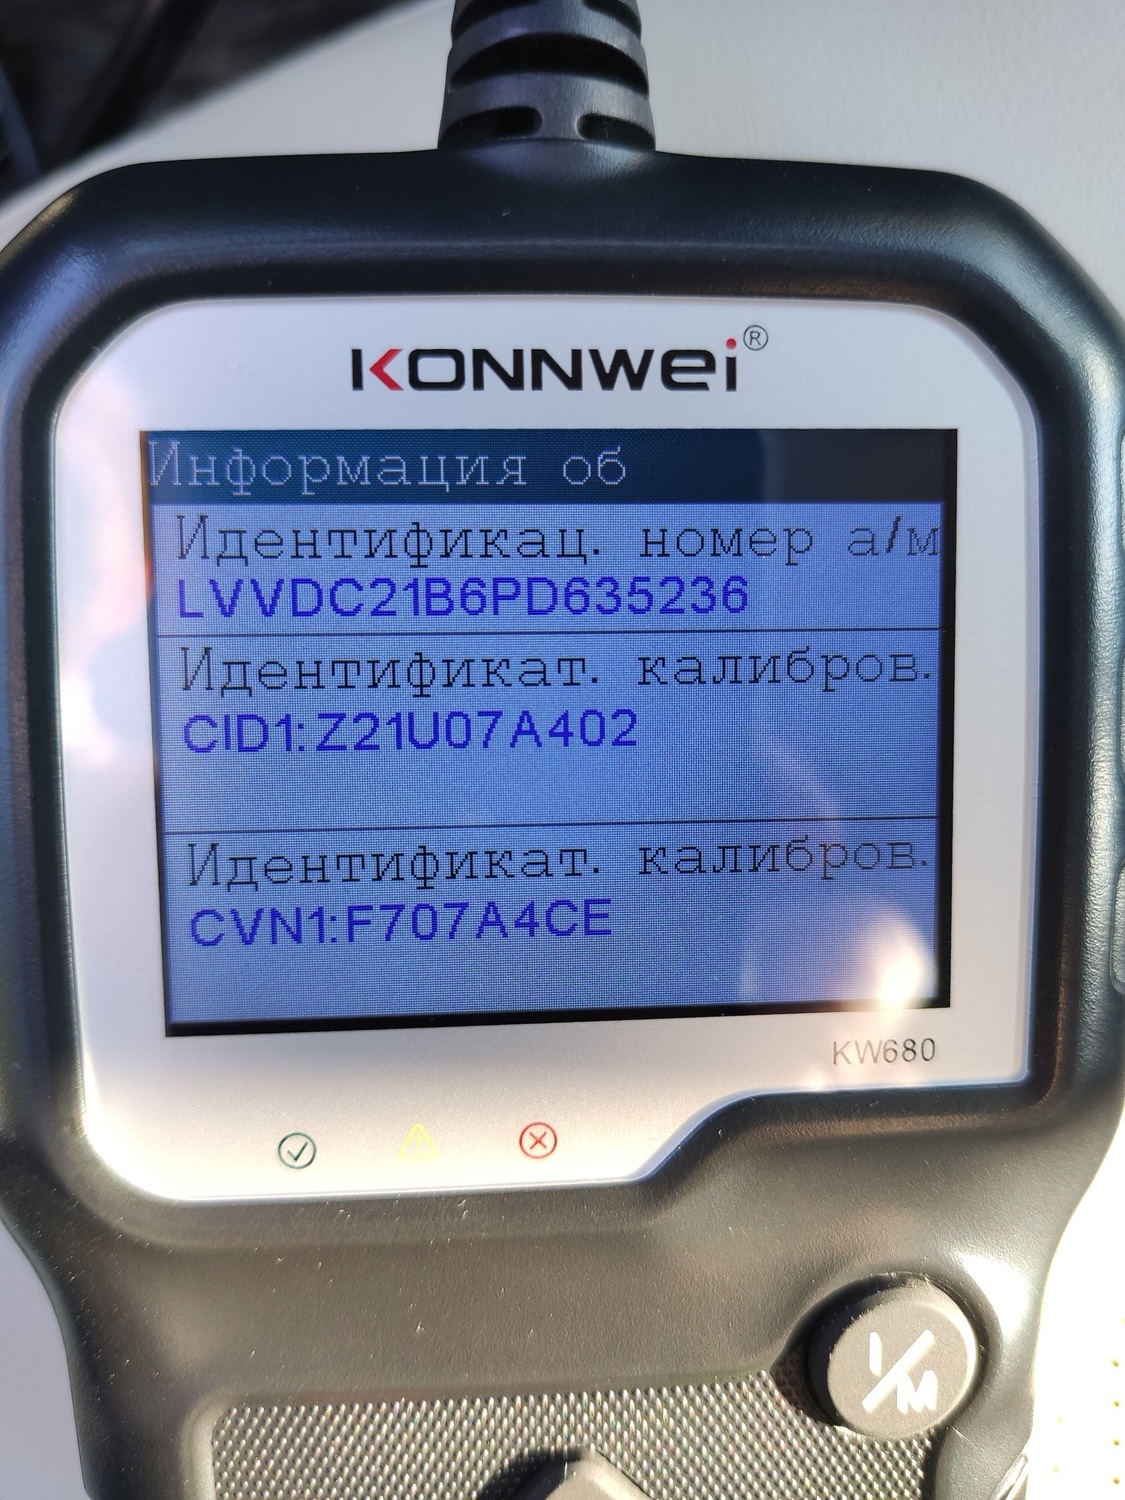 KONNWEI®
Информация об
Идентификац. номер а/м
LVVDC21B6PD635236
Идентификат. калибров.
CID1:Z21U07A402
Идентификат. калибров.
CVN1:F707A4CE
KW680
I/M